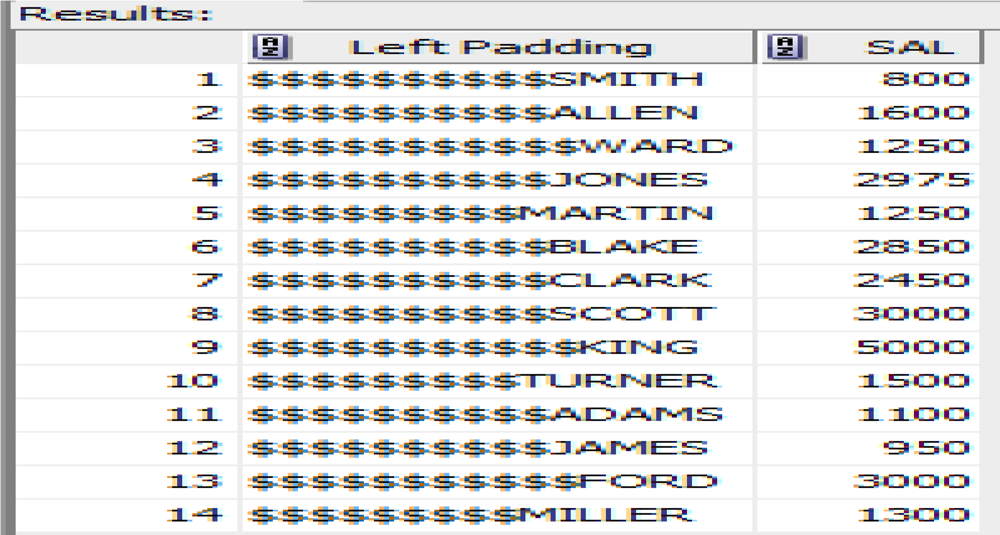 Results:
Left Padding SAL
1 $$$$$$$$$$SMITH 800
2 $$$$$$$$$$ALLEN 1600
3 $$$$$$$$$$$WARD 1250
4 $$$$$$$$$$JONES 2975
5 $$$$$$$$$MARTIN 1250
6 $$$$$$$$$$BLAKE 2850
7 $$$$$$$$$$CLARK 2450
8 $$$$$$$$$$SCOTT 3000
9 $$$$$$$$$$$KING 5000
10 $$$$$$$$$TURNER 1500
11 $$$$$$$$$$ADAMS 1100
12 $$$$$$$$$$JAMES 950
13 $$$$$$$$$$$FORD 3000
14 $$$$$$$$$MILLER 1300